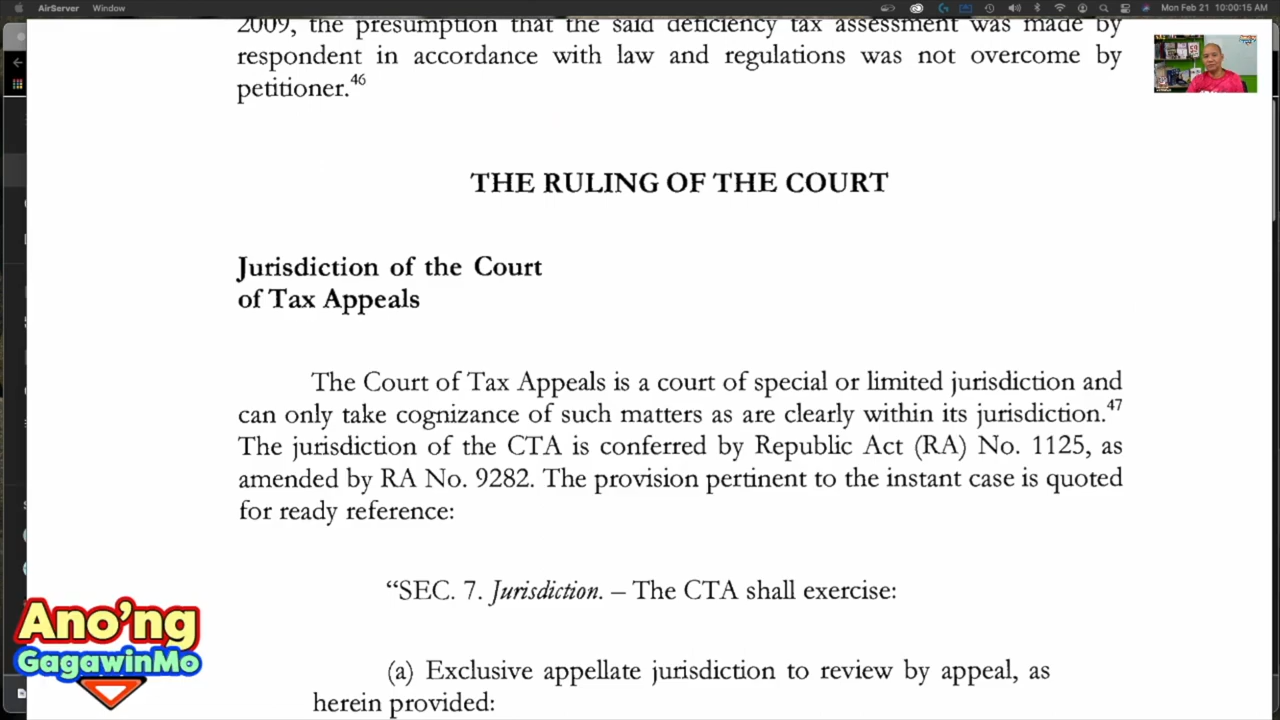 AirServer Window Mon Feb 21 10:00:15 AM
2009, the presumption that the said deficiency tax assessment was made by
respondent in accordance with law and regulations was not overcome by
petitioner.46
THE RULING OF THE COURT
Jurisdiction of the Court
of Tax Appeals
The Court of Tax Appeals is a court of special or limited jurisdiction and
can only take cognizance of such matters as are clearly within its jurisdiction.47
The jurisdiction of the CTA is conferred by Republic Act (RA) No. 1125, as
amended by RA No. 9282. The provision pertinent to the instant case is quoted
for ready reference:
“SEC. 7. Jurisdiction. – The CTA shall exercise:
(a) Exclusive appellate jurisdiction to review by appeal, as
herein provided:
Ano'ng
GagawinMo